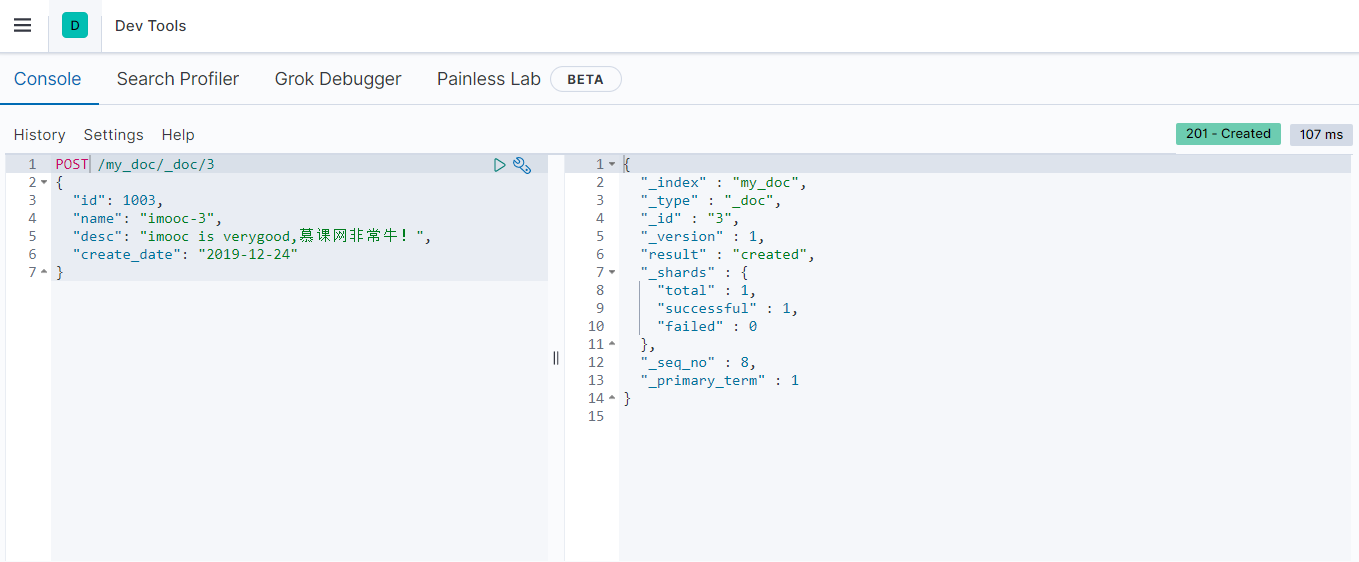 D Dev Tools
Console Search Profiler Grok Debugger Painless Lab BETA
History Settings Help 201 - Created 107 ms
1 POST /my_doc/_doc/3
2 {
3 "id": 1003,
4 "name": "imooc-3",
5 "desc": "imooc is verygood,慕课网非常牛！",
6 "create_date": "2019-12-24"
7 }
1 {
2 "_index" : "my_doc",
3 "_type" : "_doc",
4 "_id" : "3",
5 "_version" : 1,
6 "result" : "created",
7 "_shards" : {
8 "total" : 1,
9 "successful" : 1,
10 "failed" : 0
11 },
12 "_seq_no" : 8,
13 "_primary_term" : 1
14 }
15